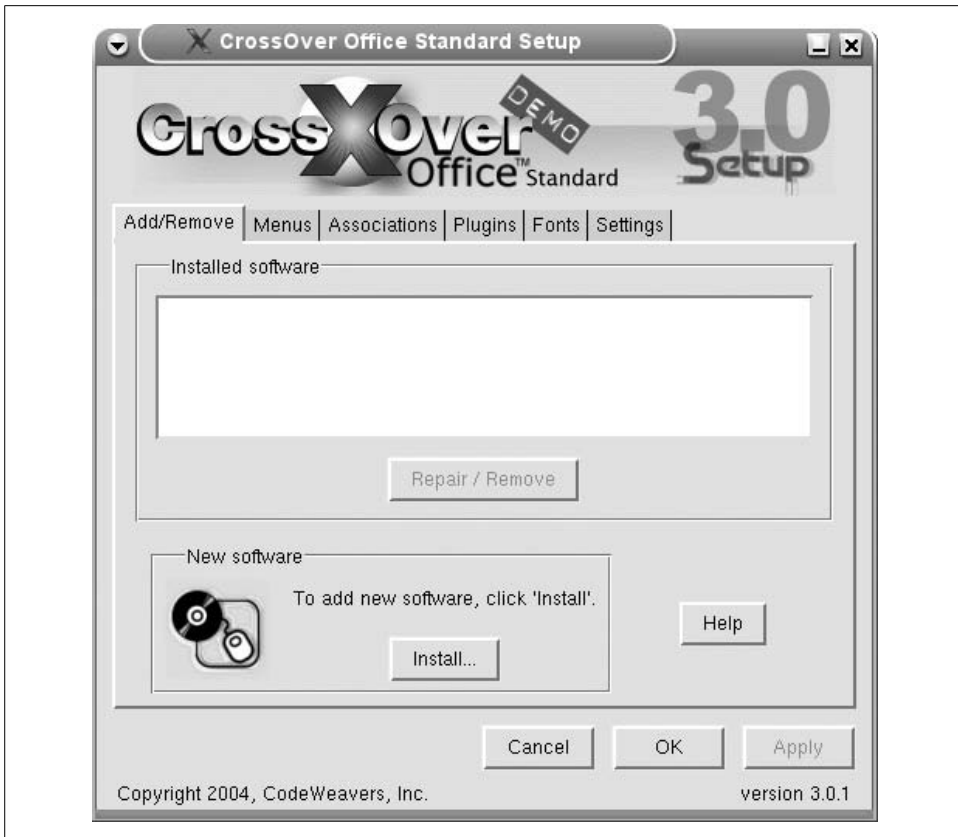 CrossOver Office Standard Setup
CrossOver DEMO
Office™ Standard
3.0
Setup
Add/Remove Menus Associations Plugins Fonts Settings
Installed software
Repair / Remove
New software
To add new software, click 'Install'.
Install...
Help
Cancel OK Apply
Copyright 2004, CodeWeavers, Inc. version 3.0.1